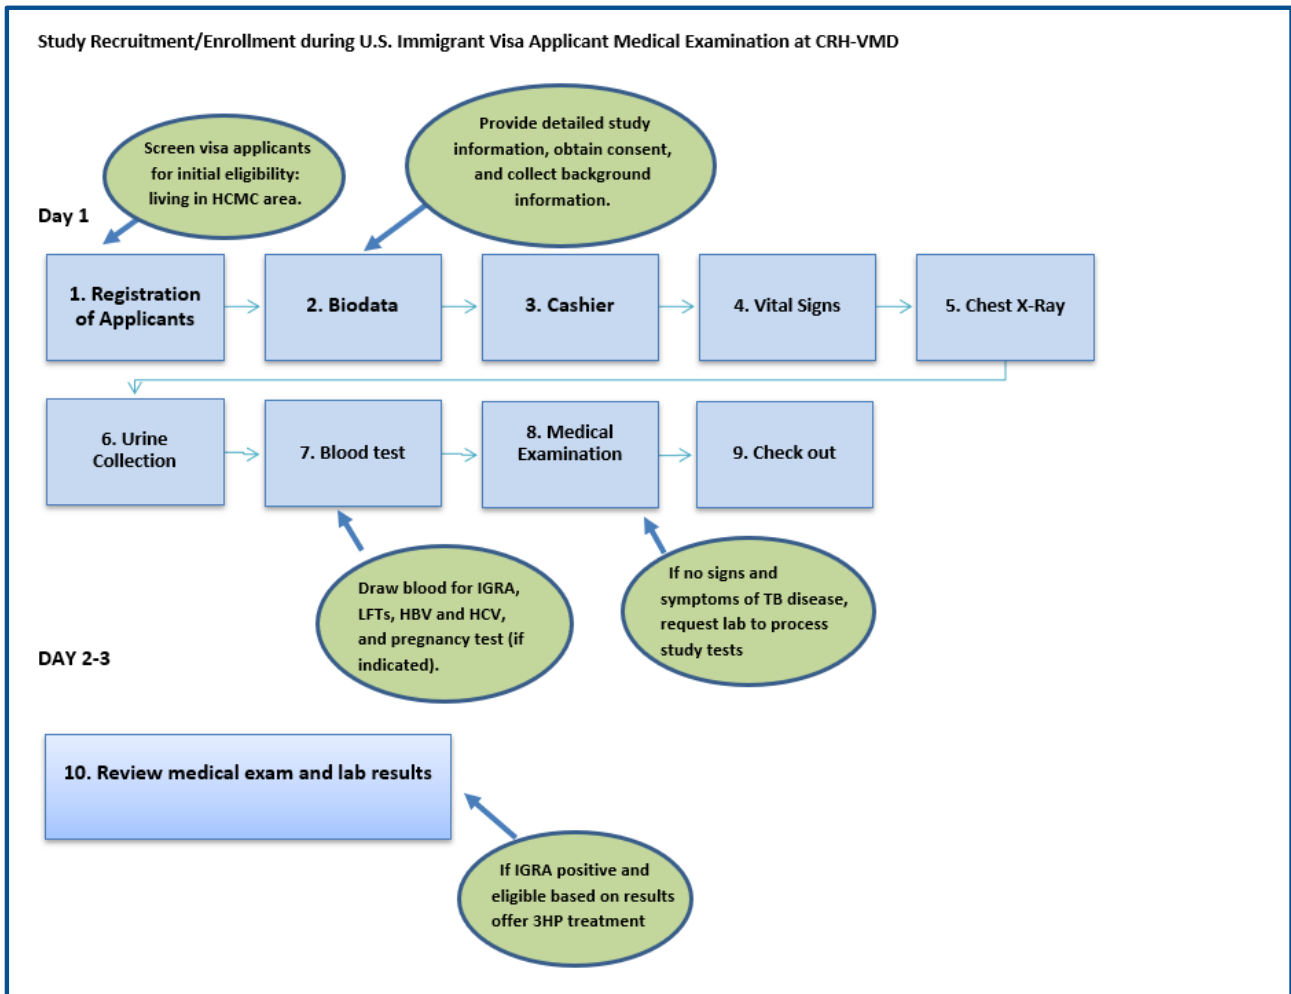 Study Recruitment/Enrollment during U.S. Immigrant Visa Applicant Medical Examination at CRH-VMD
Screen visa applicants
for initial eligibility:
living in HCMC area.
Provide detailed study
information, obtain consent,
and collect background
information.
Day 1
1. Registration
of Applicants
2. Biodata
3. Cashier
4. Vital Signs
5. Chest X-Ray
6. Urine
Collection
7. Blood test
8. Medical
Examination
9. Check out
Draw blood for IGRA,
LFTs, HBV and HCV,
and pregnancy test (if
indicated).
If no signs and
symptoms of TB disease,
request lab to process
study tests
DAY 2-3
10. Review medical exam and lab results
If IGRA positive and
eligible based on results
offer 3HP treatment